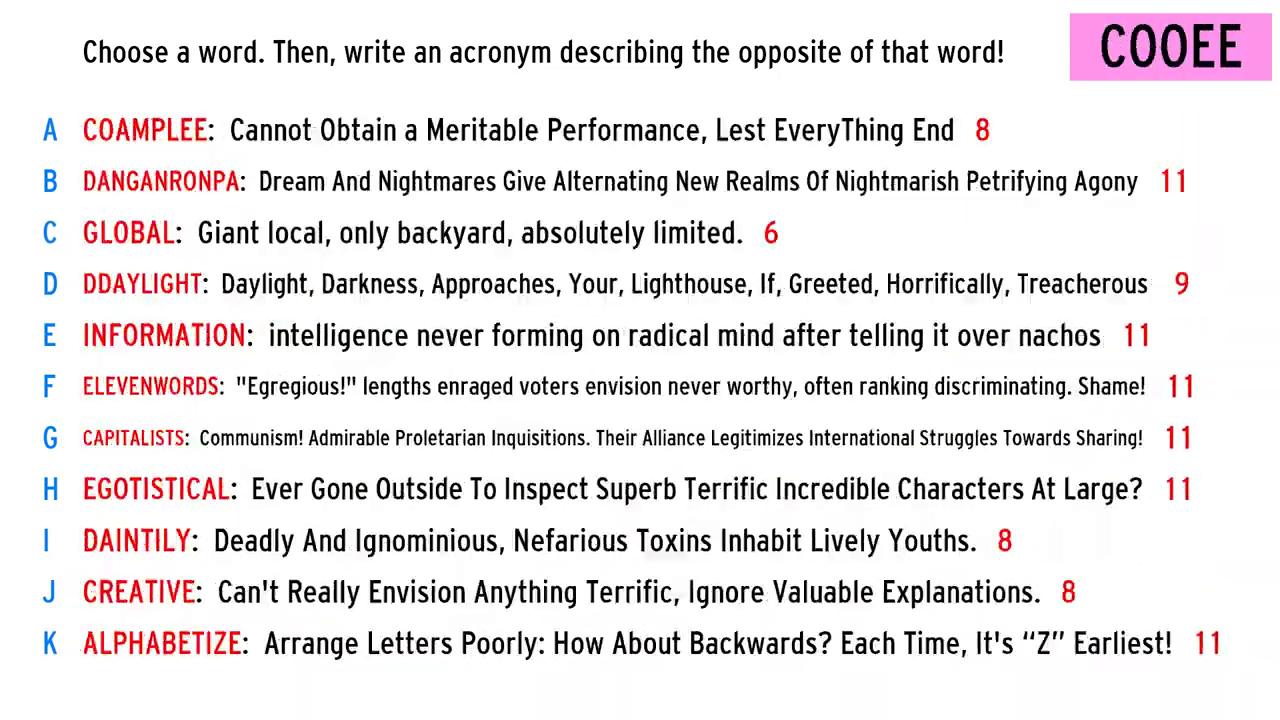 Choose a word. Then, write an acronym describing the opposite of that word!
COOEE
A COAMPLEE: Cannot Obtain a Meritable Performance, Lest EveryThing End 8
B DANGANRONPA: Dream And Nightmares Give Alternating New Realms Of Nightmarish Petrifying Agony 11
C GLOBAL: Giant local, only backyard, absolutely limited. 6
D DDAYLIGHT: Daylight, Darkness, Approaches, Your, Lighthouse, If, Greeted, Horrifically, Treacherous 9
E INFORMATION: intelligence never forming on radical mind after telling it over nachos 11
F ELEVENWORDS: "Egregious!" lengths enraged voters envision never worthy, often ranking discriminating. Shame! 11
G CAPITALISTS: Communism! Admirable Proletarian Inquisitions. Their Alliance Legitimizes International Struggles Towards Sharing! 11
H EGOTISTICAL: Ever Gone Outside To Inspect Superb Terrific Incredible Characters At Large? 11
I DAINTILY: Deadly And Ignominious, Nefarious Toxins Inhabit Lively Youths. 8
J CREATIVE: Can't Really Envision Anything Terrific, Ignore Valuable Explanations. 8
K ALPHABETIZE: Arrange Letters Poorly: How About Backwards? Each Time, It's “Z” Earliest! 11